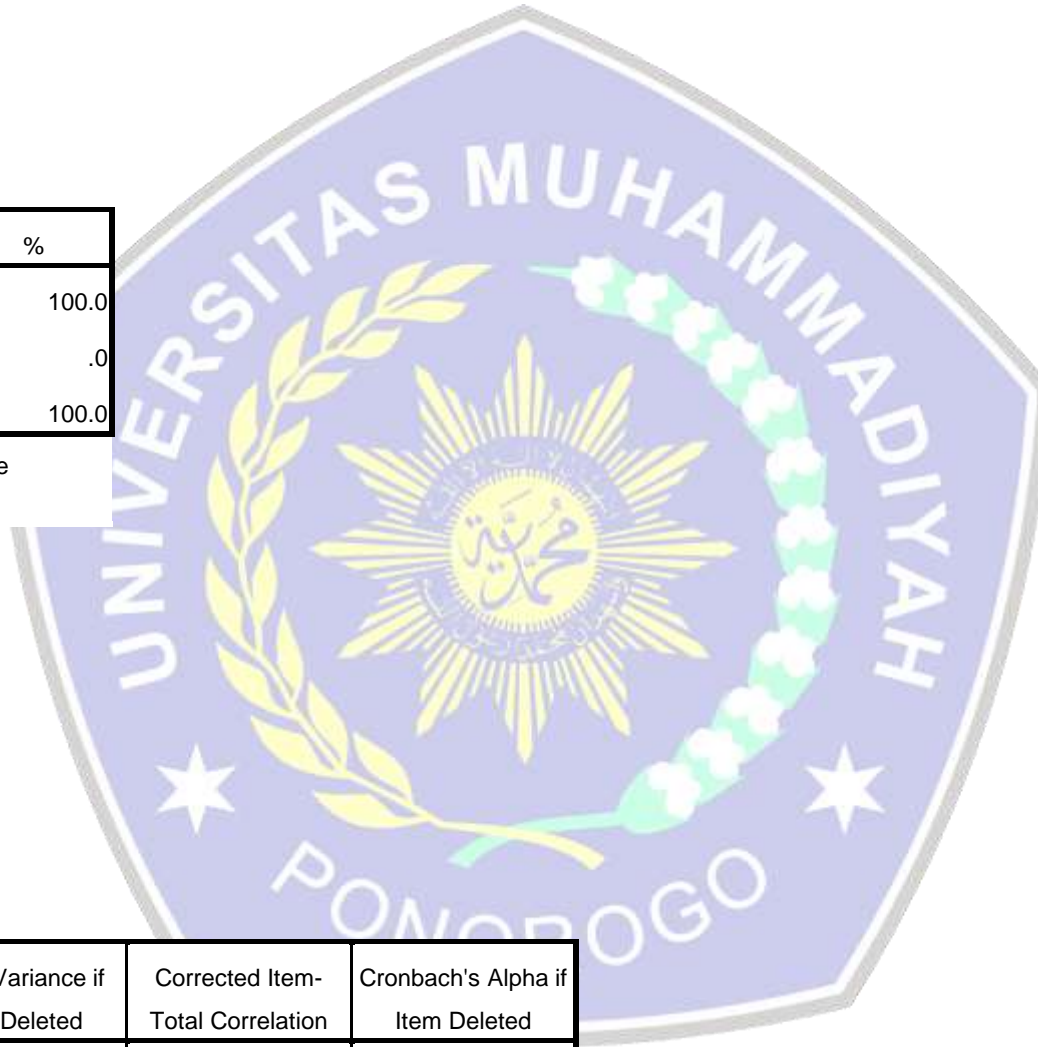 UNIVERSITAS MUHAMMADIYAH
%
100.0
.0
100.0
e
محمدية
PONOROGO
Variance if
Deleted
Corrected Item-
Total Correlation
Cronbach's Alpha if
Item Deleted